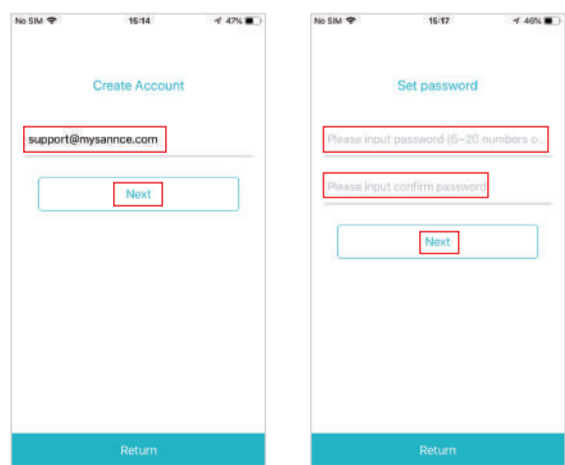 No SIM 15:14 47%
Create Account
support@mysannce.com
Next
Return
No SIM 15:17 46%
Set password
Please input password (6~20 numbers o...
Please input confirm password
Next
Return